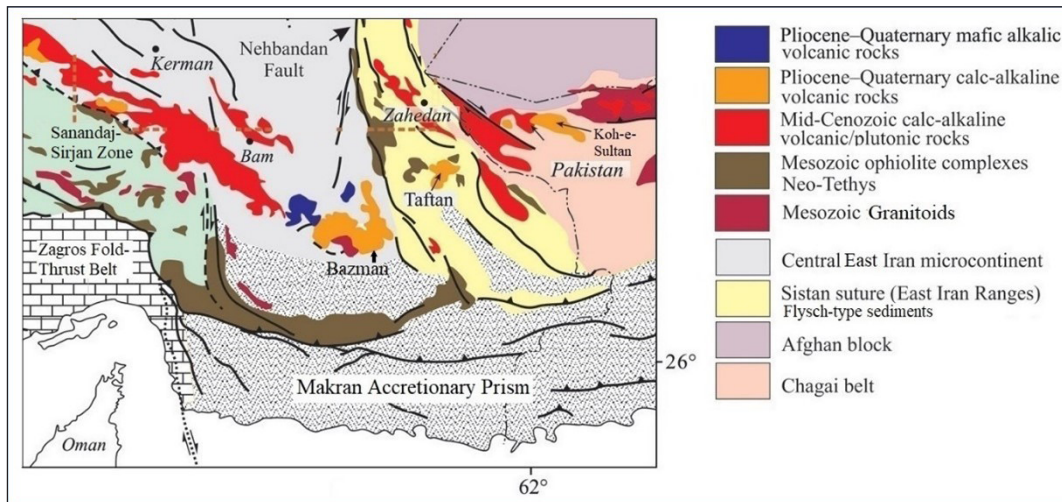 Nehbandan
Fault
Kerman
Zahedan
Koh-e-
Sultan
Sanandaj-
Sirjan Zone
Bam
Pakistan
Taftan
Zagros Fold-
Thrust Belt
Bazman
26°
Makran Accretionary Prism
Oman
62°
Pliocene–Quaternary mafic alkalic
volcanic rocks
Pliocene–Quaternary calc-alkaline
volcanic rocks
Mid-Cenozoic calc-alkaline
volcanic/plutonic rocks
Mesozoic ophiolite complexes
Neo-Tethys
Mesozoic Granitoids
Central East Iran microcontinent
Sistan suture (East Iran Ranges)
Flysch-type sediments
Afghan block
Chagai belt